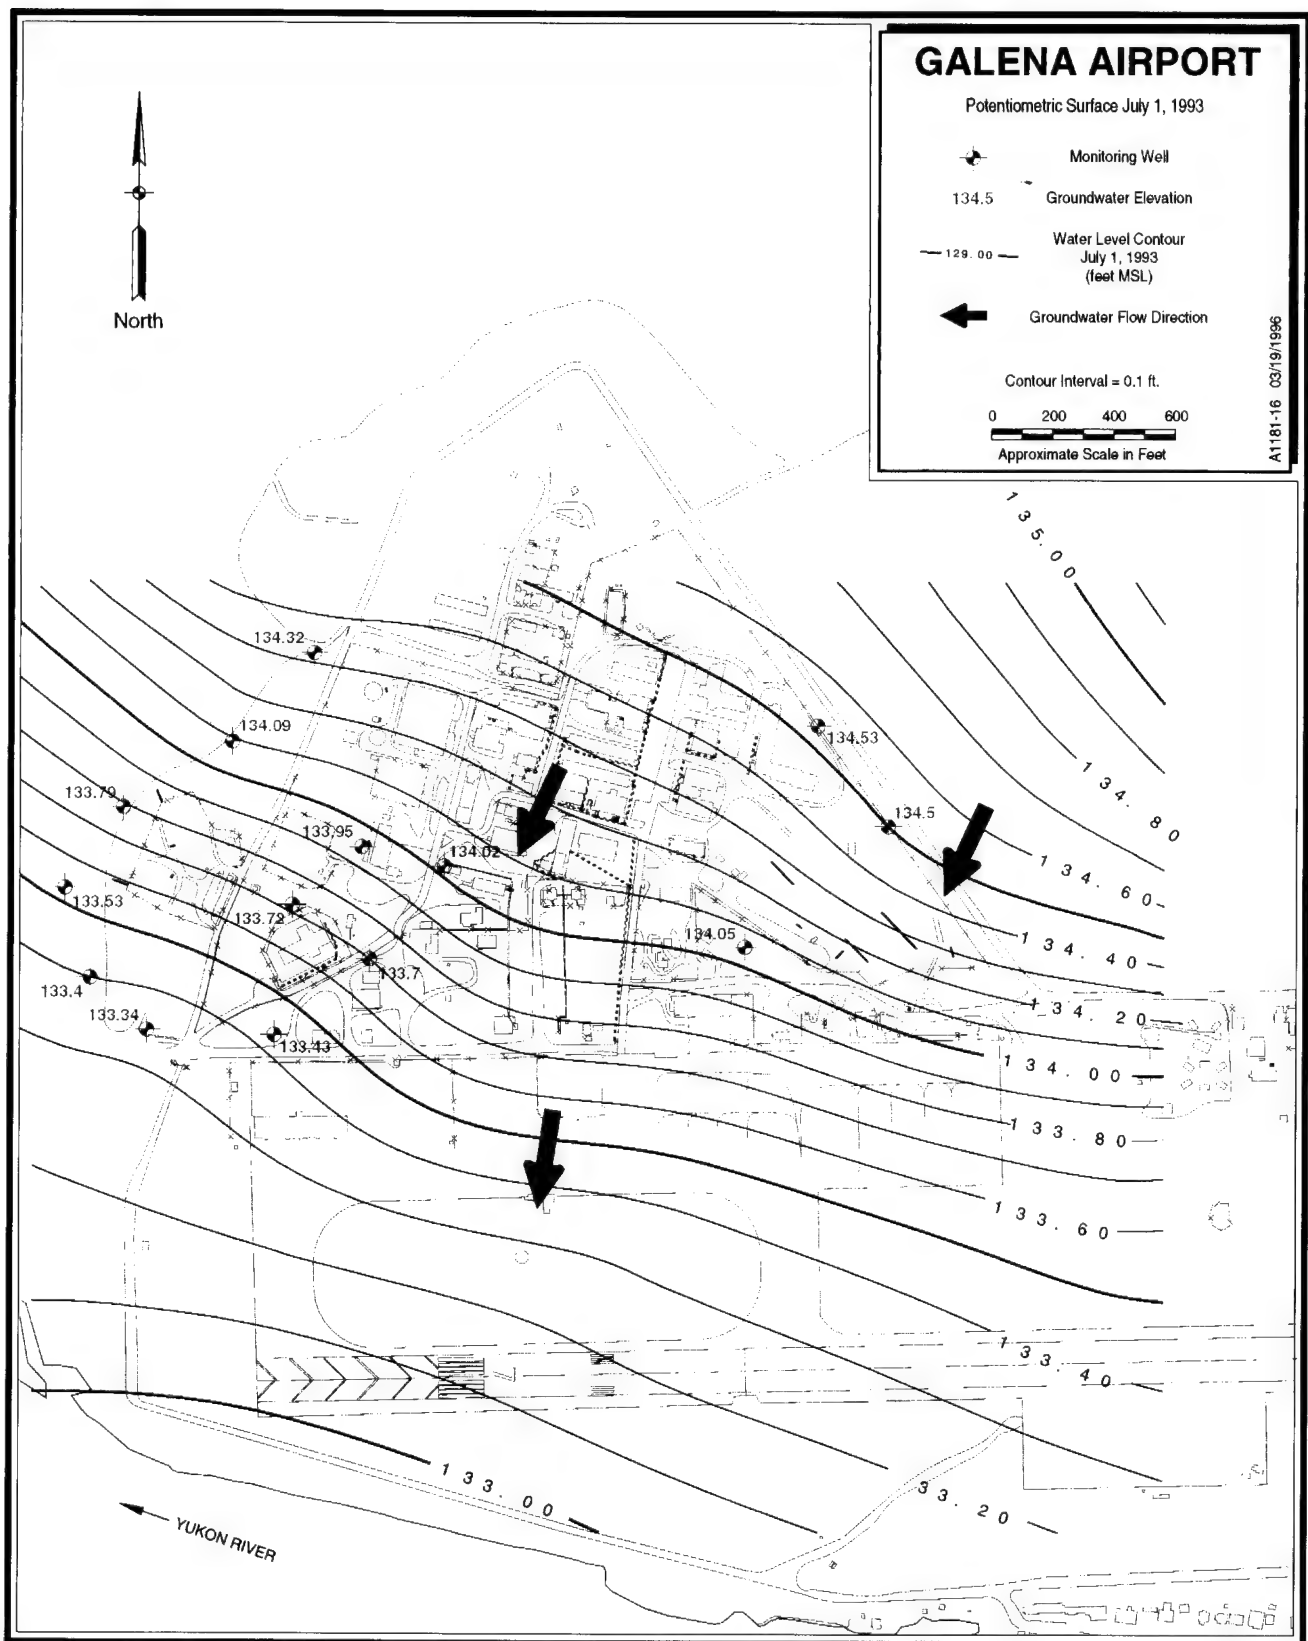 GALENA AIRPORT
Potentiometric Surface July 1, 1993
Monitoring Well
134.5 Groundwater Elevation
129.00 Water Level Contour
July 1, 1993
(feet MSL)
Groundwater Flow Direction
Contour Interval = 0.1 ft.
0 200 400 600
Approximate Scale in Feet
A1181-16 03/19/1996
North
135.00
134.32
134.09
134.53
133.79
134.80
133.95
134.02
134.5
134.60
133.53
133.72
134.05
134.40
133.4
133.7
133.34
134.20
133.43
134.00
133.80
133.60
133.40
133.00
33.20
YUKON RIVER